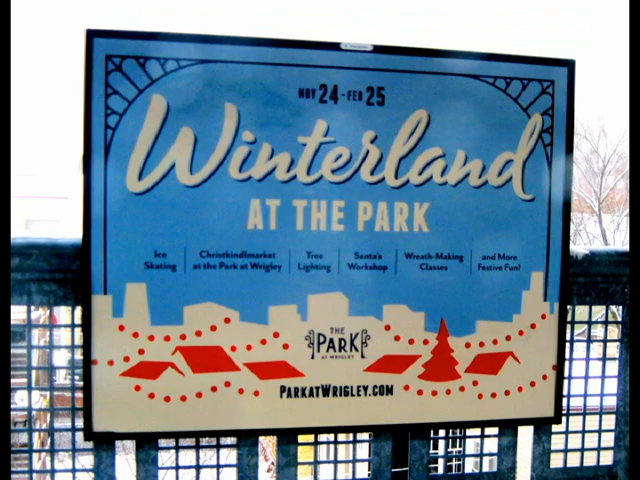 NOV 24 - FEB 25
Winterland
AT THE PARK
Ice Skating
Christkindlmarket at the Park at Wrigley
Tree Lighting
Santa's Workshop
Wreath-Making Classes
and More Festive Fun!
THE
PARK
AT WRIGLEY
PARKATWRIGLEY.COM